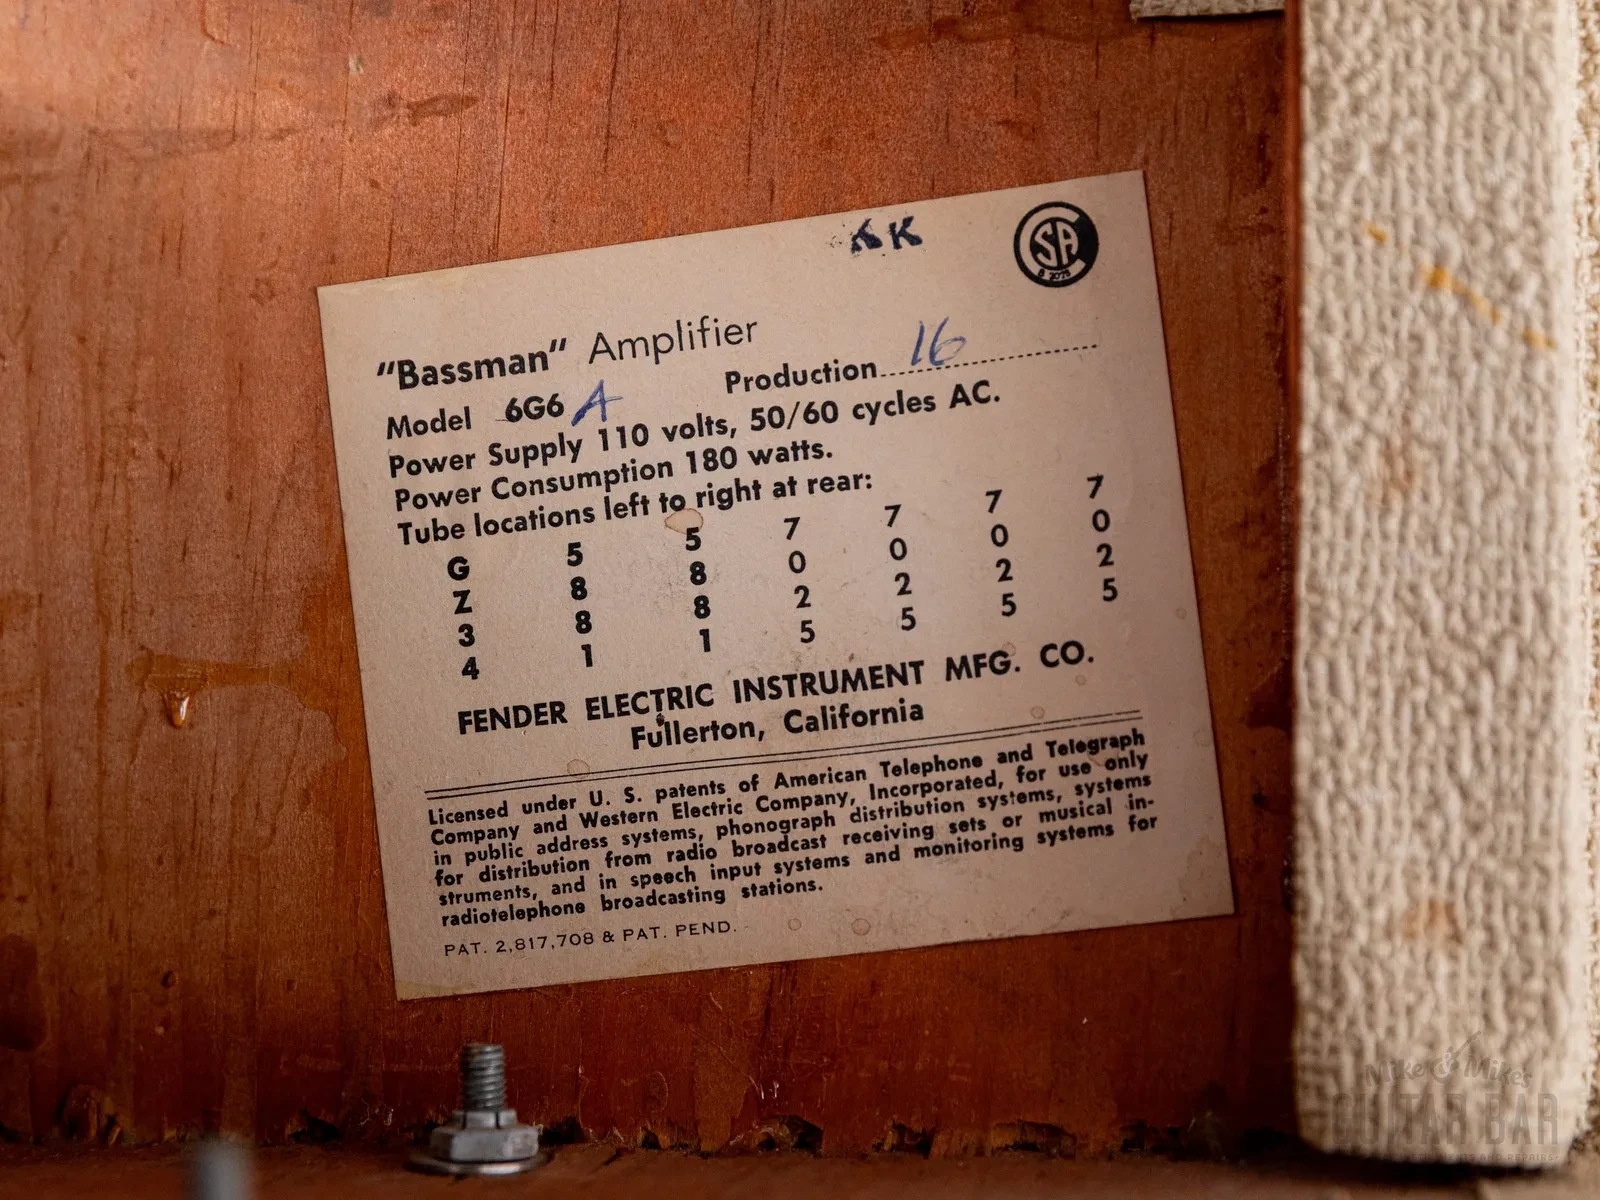 KK
CSA
"Bassman" Amplifier
Model 6G6 A Production 16
Power Supply 110 volts, 50/60 cycles AC.
Power Consumption 180 watts.
Tube locations left to right at rear:
G 5 5 7 7 7 7
Z 8 8 0 0 0 0
3 8 8 2 2 2 2
4 1 1 5 5 5 5
FENDER ELECTRIC INSTRUMENT MFG. CO.
Fullerton, California
Licensed under U. S. patents of American Telephone and Telegraph
Company and Western Electric Company, Incorporated, for use only
in public address systems, phonograph distribution systems, systems
for distribution from radio broadcast receiving sets or musical in-
struments, and in speech input systems and monitoring systems for
radiotelephone broadcasting stations.
PAT. 2,817,708 & PAT. PEND.
Mike & Mike's
GUITAR BAR